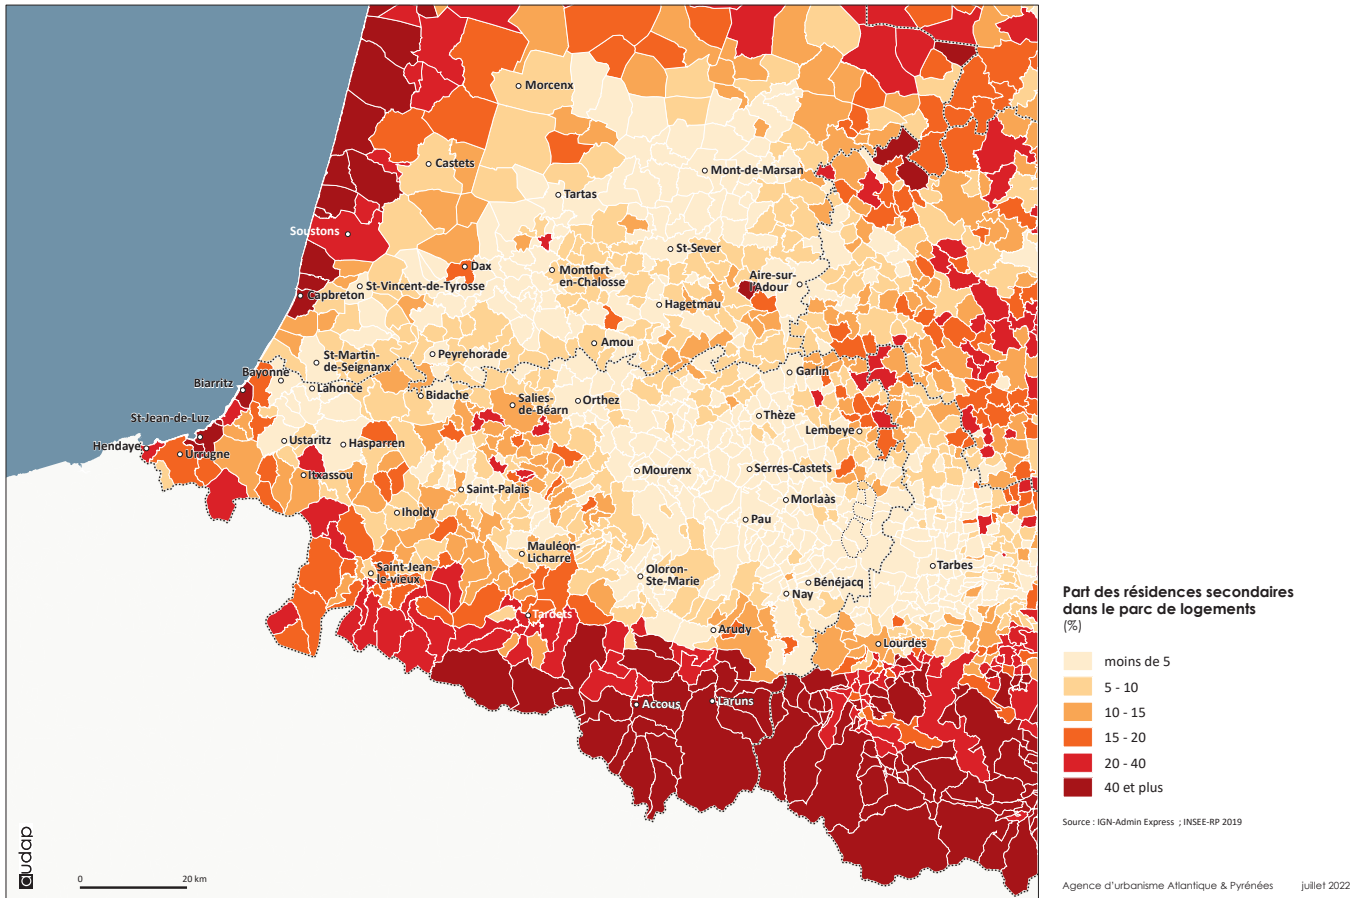 Morcenx
Castets
Mont-de-Marsan
Tartas
Soustons
St-Sever
Dax
Montfort-
en-Chalosse
Aire-sur-
l'Adour
St-Vincent-de-Tyrosse
Capbreton
Hagetmau
Amou
St-Martin-
de-Seignanx
Peyrehorade
Bayonne
Garlin
Biarritz
Lahonce
Bidache
Salies-
de-Béarn
Orthez
St-Jean-de-Luz
Thèze
Lembeye
Hendaye
Urrugne
Ustaritz
Hasparren
Itxassou
Mourenx
Serres-Castets
Saint-Palais
Morlaàs
Iholdy
Pau
Mauléon-
Licharre
Saint-Jean-
le-vieux
Oloron-
Ste-Marie
Tarbes
Bénéjacq
Nay
Tardets
Arudy
Lourdes
Accous
Laruns
Part des résidences secondaires
dans le parc de logements
(%)
moins de 5
5 - 10
10 - 15
15 - 20
20 - 40
40 et plus
Source : IGN-Admin Express ; INSEE-RP 2019
audap
0 20 km
Agence d'urbanisme Atlantique & Pyrénées juillet 2022